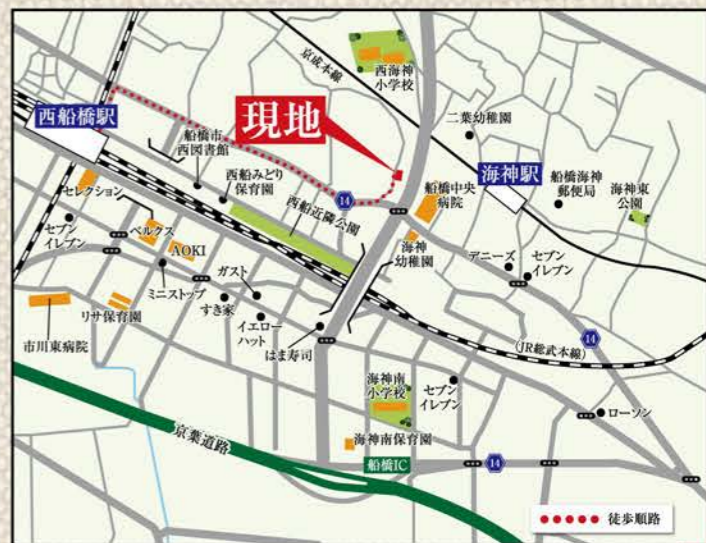 西海神
小学校
京成本線
西船橋駅
現地
二葉幼稚園
船橋市
西図書館
西船みどり
保育園
船橋中央
病院
海神駅
船橋海神
郵便局
海神東
公園
14
セレクション
セブン
イレブン
ベルクス
AOKI
西船近隣公園
海神
幼稚園
デニーズ
セブン
イレブン
ミニストップ
ガスト
すき家
イエロー
ハット
はま寿司
リサ保育園
市川東病院
(JR総武本線)
14
海神南
小学校
セブン
イレブン
ローソン
京葉道路
海神南保育園
船橋IC
14
徒歩順路